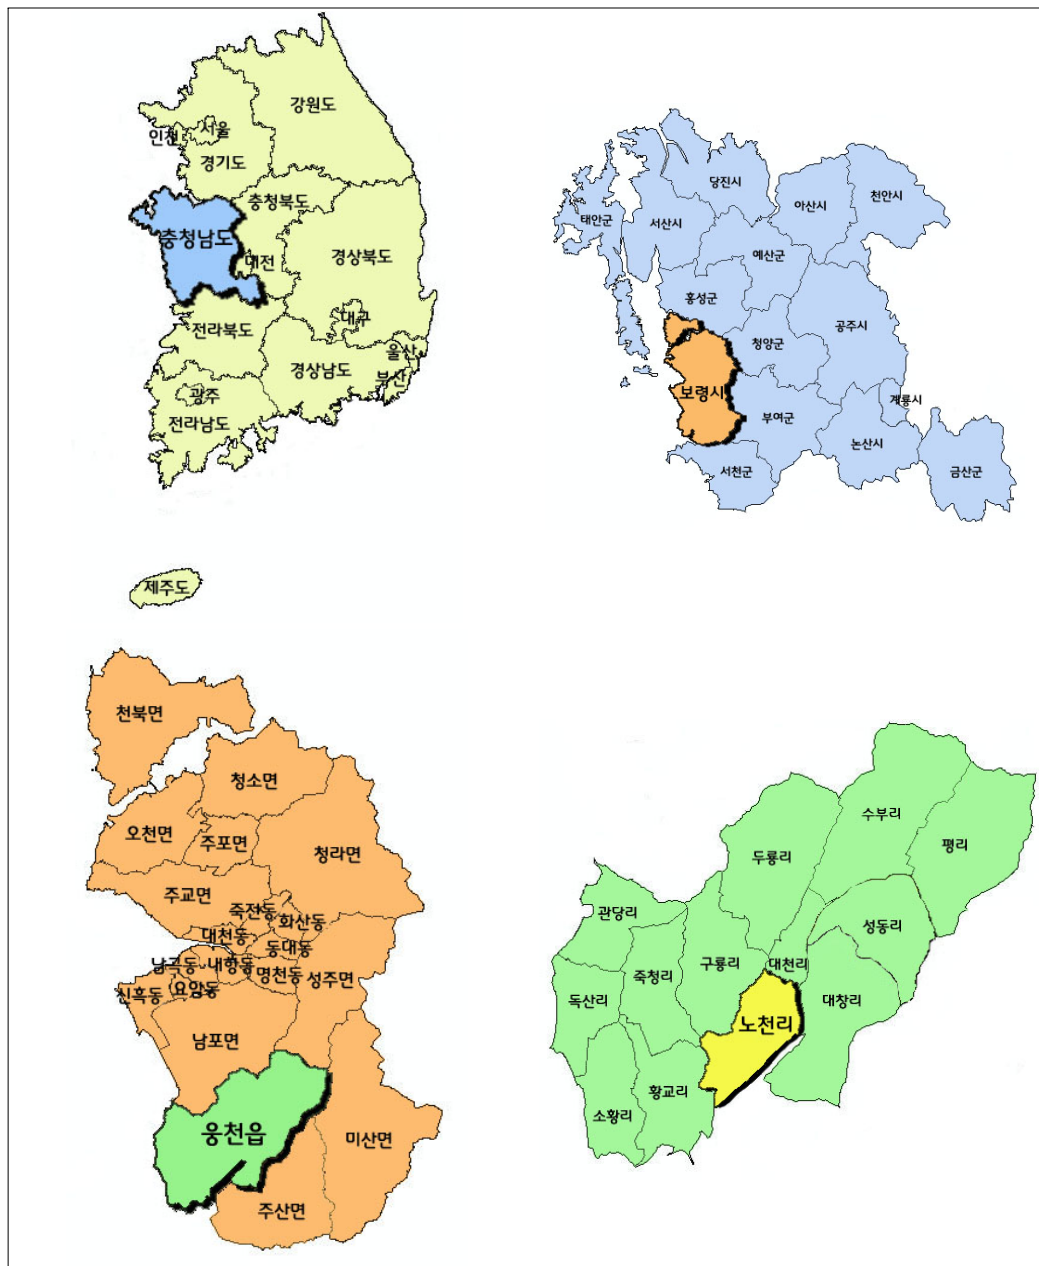 강원도
서울
인천
경기도
충청북도
충청남도
대전
경상북도
전라북도
대구
울산
경상남도
부산
광주
전라남도
제주도
당진시
천안시
아산시
태안군
서산시
예산군
홍성군
공주시
청양군
보령시
계룡시
부여군
논산시
서천군
금산군
천북면
청소면
오천면
주포면
청라면
주교면
죽전동
화산동
대천동
동대동
남곡동
내항동
명천동
성주면
신흑동
요암동
남포면
웅천읍
미산면
주산면
수부리
평리
두룡리
관당리
성동리
구룡리
대천리
죽청리
독산리
대창리
노천리
황교리
소황리